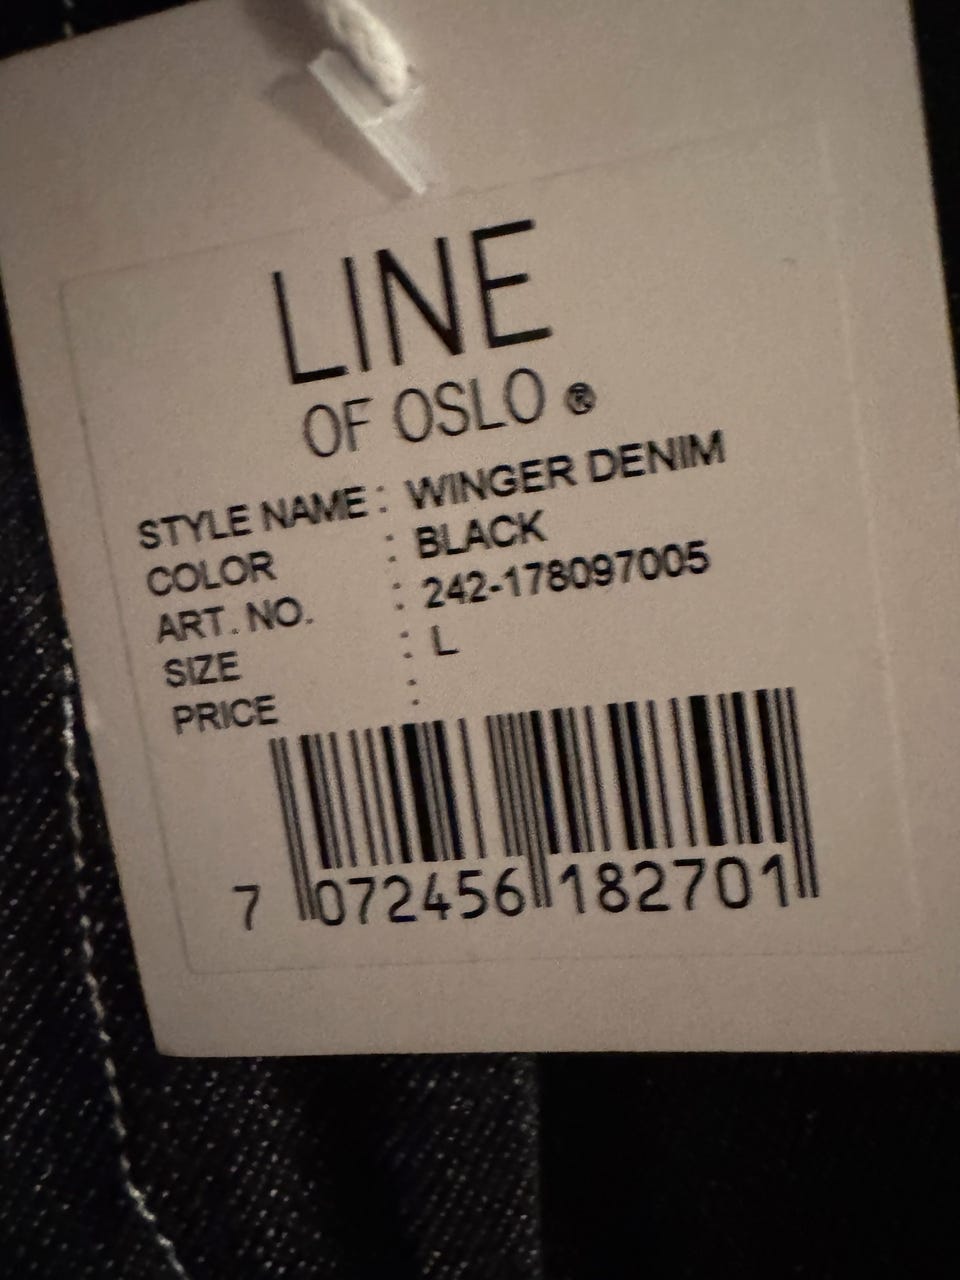 LINE
OF OSLO ®
STYLE NAME : WINGER DENIM
COLOR : BLACK
ART. NO. : 242-178097005
SIZE : L
PRICE :
7 072456 182701